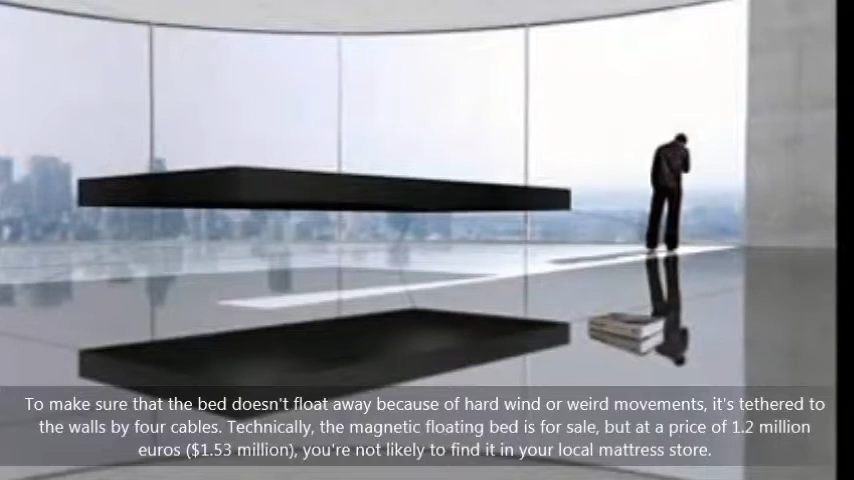 To make sure that the bed doesn't float away because of hard wind or weird movements, it's tethered to
the walls by four cables. Technically, the magnetic floating bed is for sale, but at a price of 1.2 million
euros ($1.53 million), you're not likely to find it in your local mattress store.